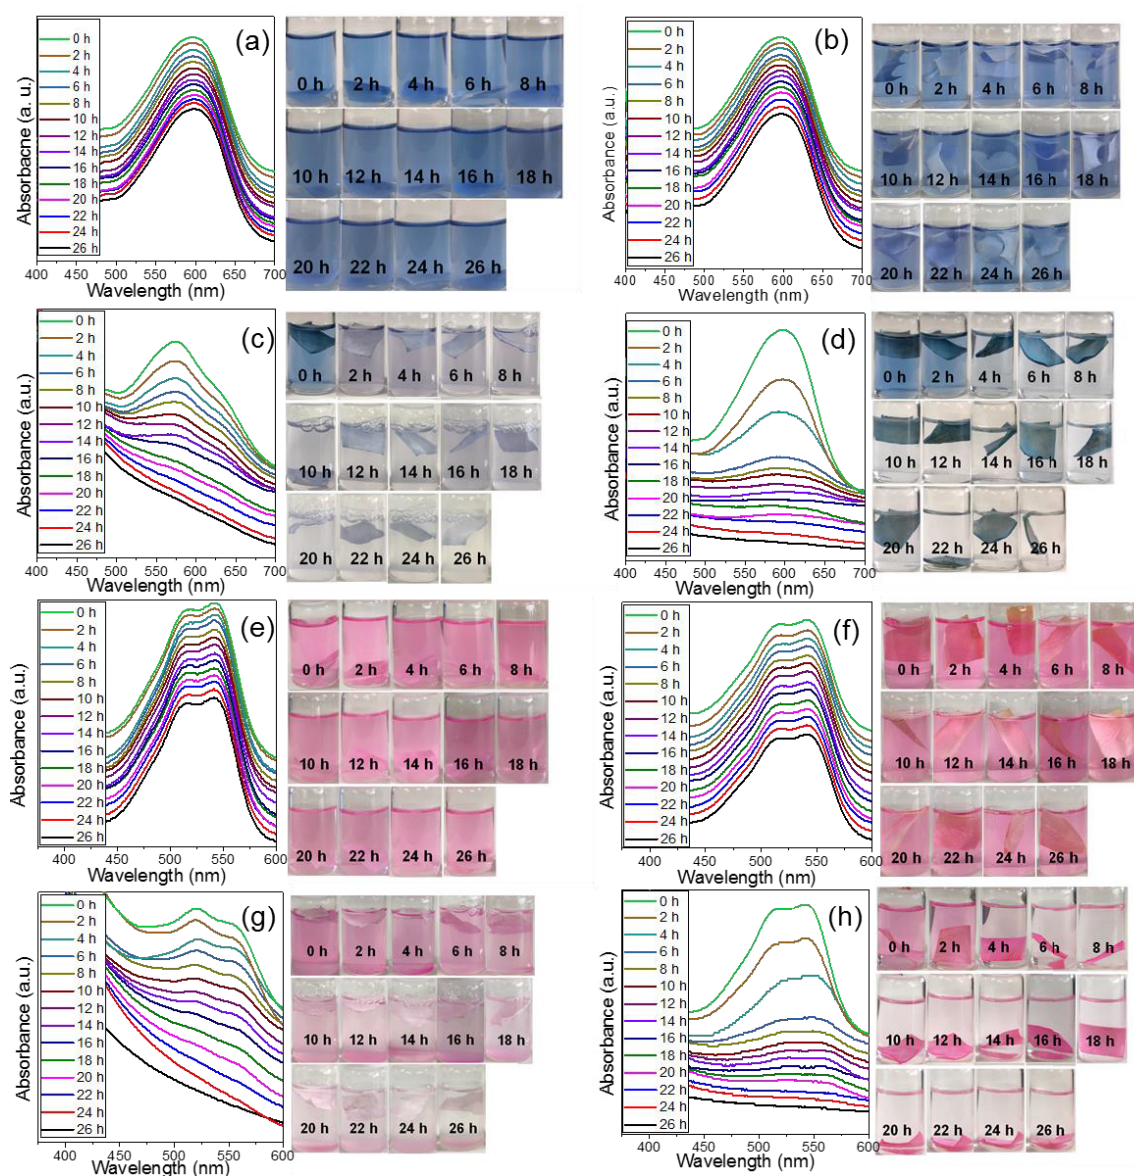 Absorbacne (a. u.)
0 h
2 h
4 h
6 h
8 h
10 h
12 h
14 h
16 h
18 h
20 h
22 h
24 h
26 h
(a)
400 450 500 550 600 650 700
Wavelength (nm)
0 h 2 h 4 h 6 h 8 h
10 h 12 h 14 h 16 h 18 h
20 h 22 h 24 h 26 h
Absorbance (a.u.)
0 h
2 h
4 h
6 h
8 h
10 h
12 h
14 h
16 h
18 h
20 h
22 h
24 h
26 h
(b)
400 450 500 550 600 650 700
Wavelength (nm)
0 h 2 h 4 h 6 h 8 h
10 h 12 h 14 h 16 h 18 h
20 h 22 h 24 h 26 h
Absorbance (a.u.)
0 h
2 h
4 h
6 h
8 h
10 h
12 h
14 h
16 h
18 h
20 h
22 h
24 h
26 h
(c)
400 450 500 550 600 650 700
Wavelength (nm)
0 h 2 h 4 h 6 h 8 h
10 h 12 h 14 h 16 h 18 h
20 h 22 h 24 h 26 h
Absorbance (a.u.)
0 h
2 h
4 h
6 h
8 h
10 h
12 h
14 h
16 h
18 h
20 h
22 h
24 h
26 h
(d)
400 450 500 550 600 650 700
Wavelength (nm)
0 h 2 h 4 h 6 h 8 h
10 h 12 h 14 h 16 h 18 h
20 h 22 h 24 h 26 h
Absorbance (a.u.)
0 h
2 h
4 h
6 h
8 h
10 h
12 h
14 h
16 h
18 h
20 h
22 h
24 h
26 h
(e)
400 450 500 550 600
Wavelength (nm)
0 h 2 h 4 h 6 h 8 h
10 h 12 h 14 h 16 h 18 h
20 h 22 h 24 h 26 h
Absorbance (a.u.)
0 h
2 h
4 h
6 h
8 h
10 h
12 h
14 h
16 h
18 h
20 h
22 h
24 h
26 h
(f)
400 450 500 550 600
Wavelength (nm)
0 h 2 h 4 h 6 h 8 h
10 h 12 h 14 h 16 h 18 h
20 h 22 h 24 h 26 h
Absorbance (a.u.)
0 h
2 h
4 h
6 h
8 h
10 h
12 h
14 h
16 h
18 h
20 h
22 h
24 h
26 h
(g)
400 450 500 550 600
Wavelength (nm)
0 h 2 h 4 h 6 h 8 h
10 h 12 h 14 h 16 h 18 h
20 h 22 h 24 h 26 h
Absorbance (a.u.)
0 h
2 h
4 h
6 h
8 h
10 h
12 h
14 h
16 h
18 h
20 h
22 h
24 h
26 h
(h)
400 450 500 550 600
Wavelength (nm)
0 h 2 h 4 h 6 h 8 h
10 h 12 h 14 h 16 h 18 h
20 h 22 h 24 h 26 h